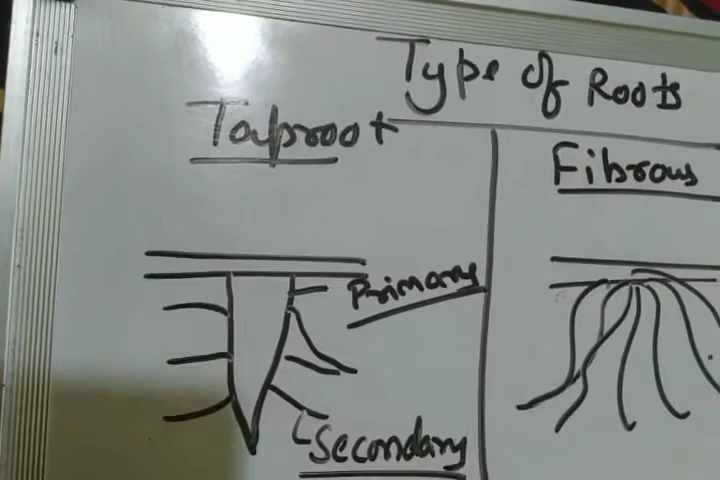 Type of Roots
Taproot
Fibrous
Primary
Secondary